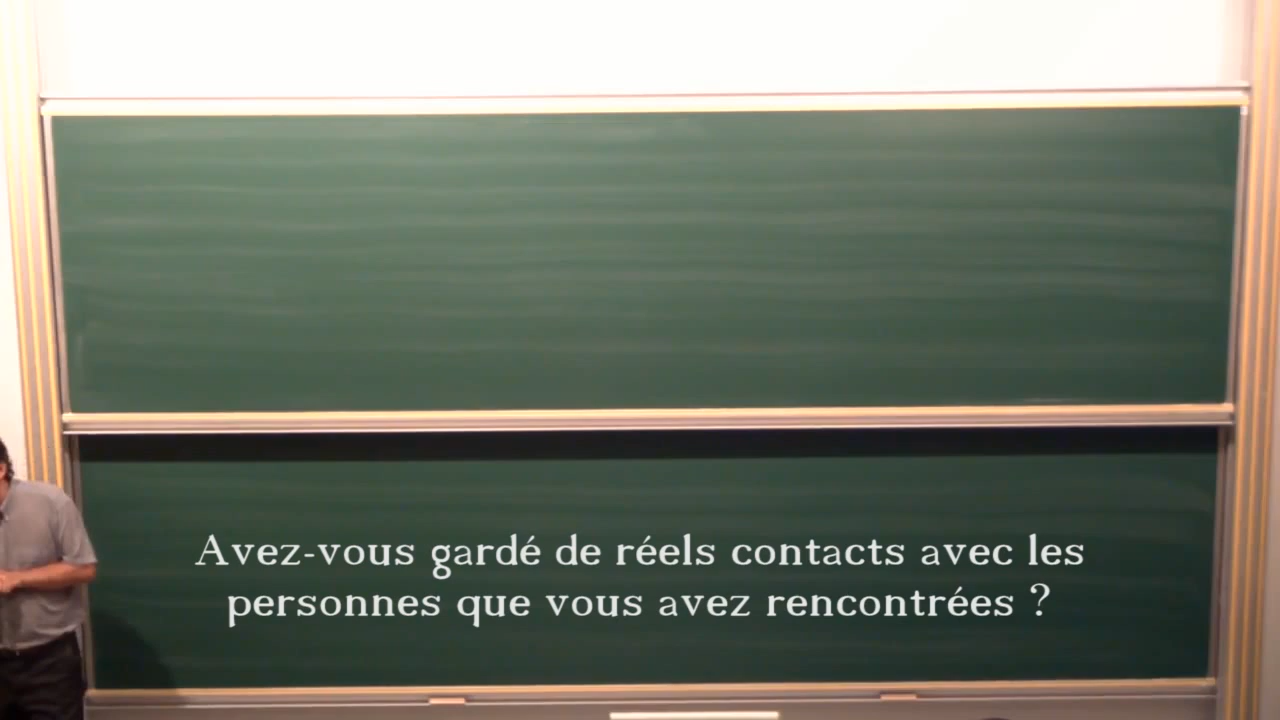 Avez-vous gardé de réels contacts avec les
personnes que vous avez rencontrées ?